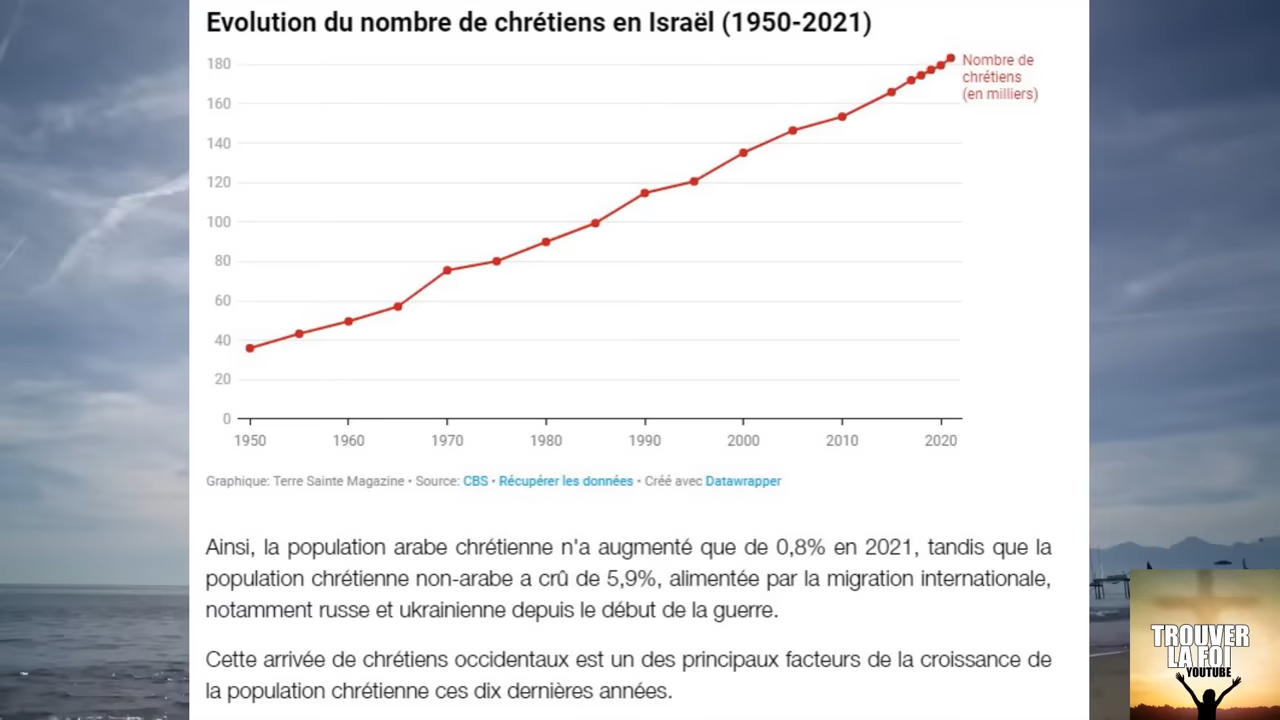 Evolution du nombre de chrétiens en Israël (1950-2021)
180
160
140
120
100
80
60
40
20
0
Nombre de
chrétiens
(en milliers)
1950 1960 1970 1980 1990 2000 2010 2020
Graphique: Terre Sainte Magazine • Source: CBS • Récupérer les données • Créé avec Datawrapper
Ainsi, la population arabe chrétienne n'a augmenté que de 0,8% en 2021, tandis que la
population chrétienne non-arabe a crû de 5,9%, alimentée par la migration internationale,
notamment russe et ukrainienne depuis le début de la guerre.
Cette arrivée de chrétiens occidentaux est un des principaux facteurs de la croissance de
la population chrétienne ces dix dernières années.
TROUVER
LA FOI
YOUTUBE